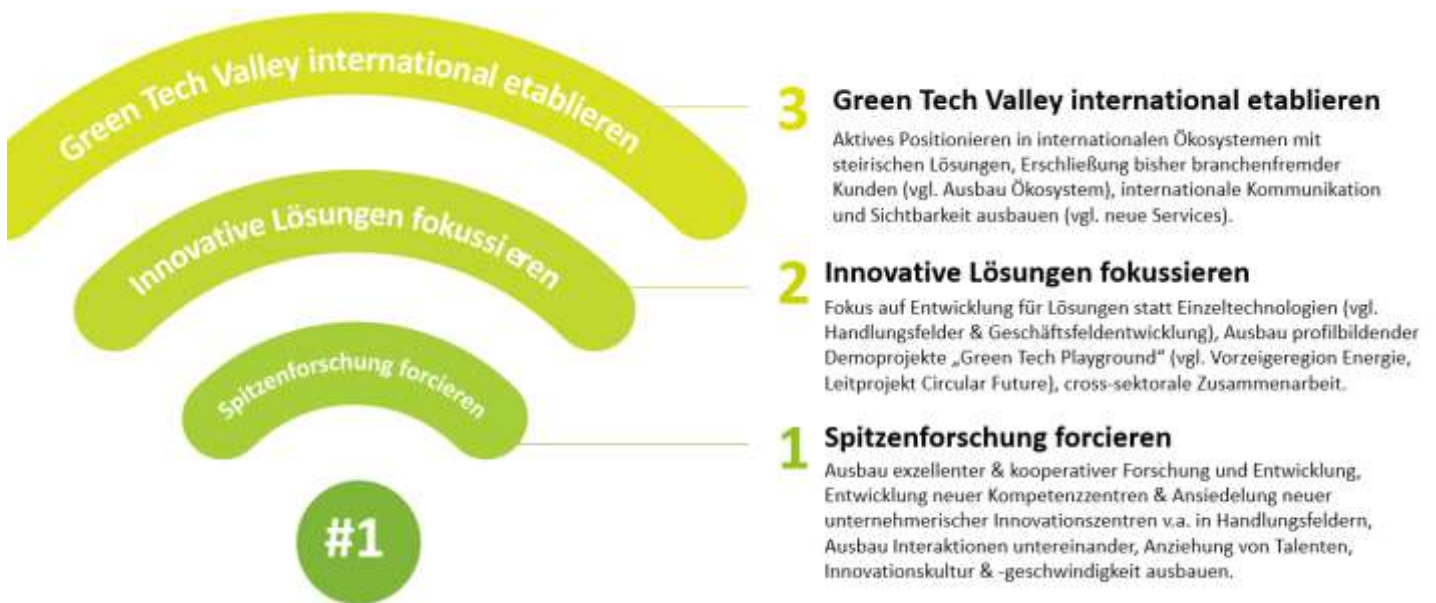 Green Tech Valley international etablieren
Innovative Lösungen fokussieren
Spitzenforschung forcieren
#1
3 Green Tech Valley international etablieren
Aktives Positionieren in internationalen Ökosystemen mit
steirischen Lösungen, Erschließung bisher branchenfremder
Kunden (vgl. Ausbau Ökosystem), internationale Kommunikation
und Sichtbarkeit ausbauen (vgl. neue Services).
2 Innovative Lösungen fokussieren
Fokus auf Entwicklung für Lösungen statt Einzeltechnologien (vgl.
Handlungsfelder & Geschäftsfeldentwicklung), Ausbau profilbildender
Demoprojekte „Green Tech Playground“ (vgl. Vorzeigeregion Energie,
Leitprojekt Circular Future), cross-sektorale Zusammenarbeit.
1 Spitzenforschung forcieren
Ausbau exzellenter & kooperativer Forschung und Entwicklung,
Entwicklung neuer Kompetenzzentren & Ansiedelung neuer
unternehmerischer Innovationszentren v.a. in Handlungsfeldern,
Ausbau Interaktionen untereinander, Anziehung von Talenten,
Innovationskultur & -geschwindigkeit ausbauen.